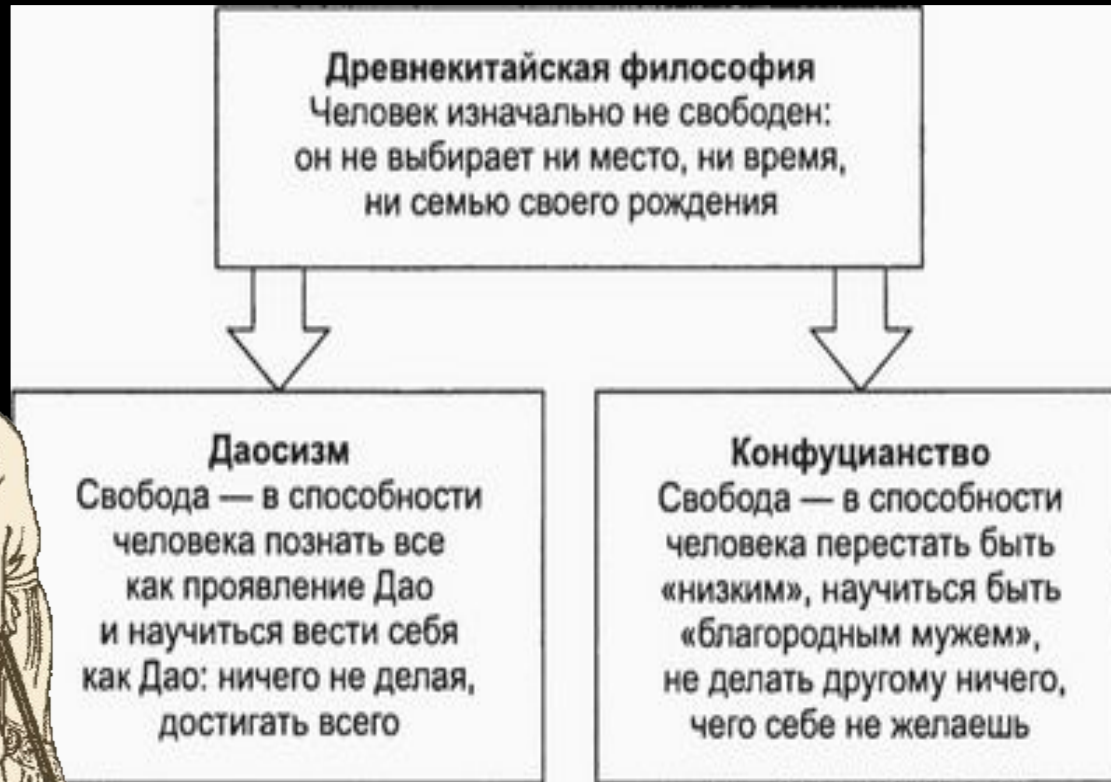 Древнекитайская философия
Человек изначально не свободен:
он не выбирает ни место, ни время,
ни семью своего рождения
Даосизм
Свобода — в способности
человека познать все
как проявление Дао
и научиться вести себя
как Дао: ничего не делая,
достигать всего
Конфуцианство
Свобода — в способности
человека перестать быть
«низким», научиться быть
«благородным мужем»,
не делать другому ничего,
чего себе не желаешь